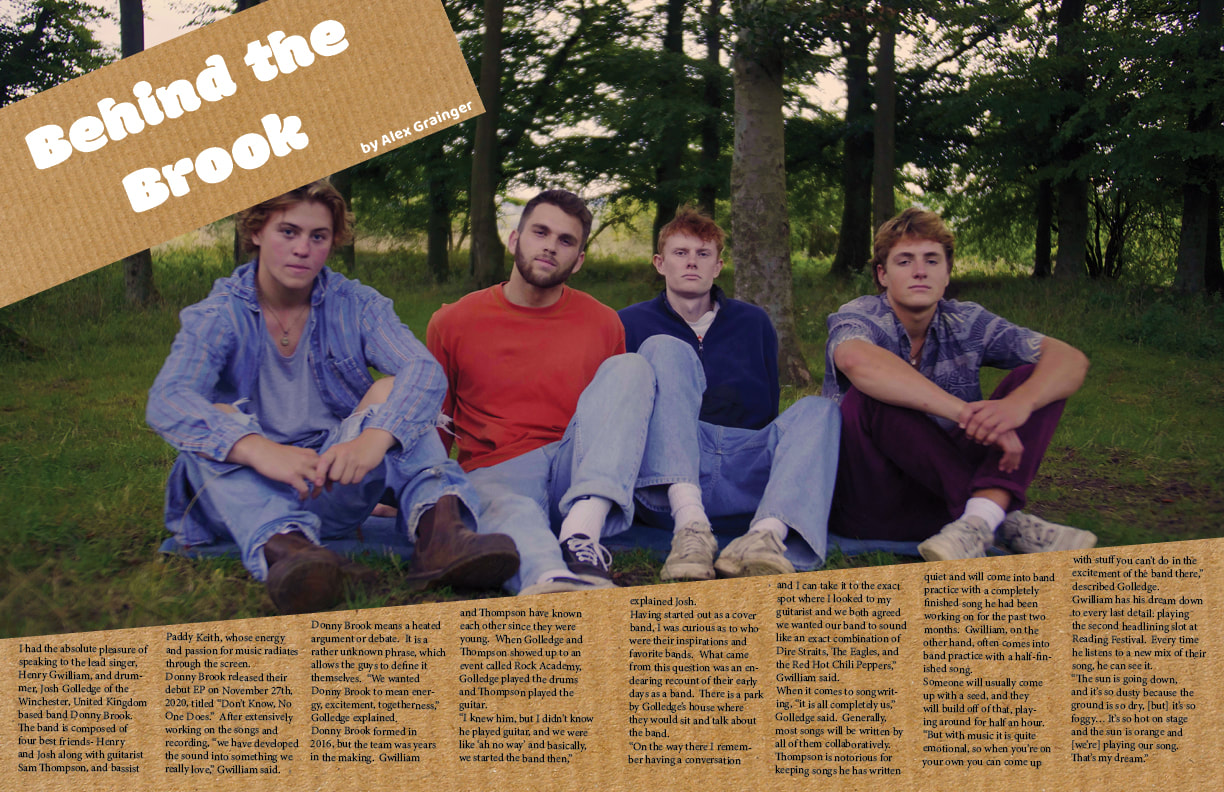 Behind the
Brook
by Alex Grainger
I had the absolute pleasure of
speaking to the lead singer,
Henry Gwilliam, and drum-
mer, Josh Golledge of the
Winchester, United Kingdom
based band Donny Brook.
The band is composed of
four best friends- Henry
and Josh along with guitarist
Sam Thompson, and bassist
Paddy Keith, whose energy
and passion for music radiates
through the screen.
Donny Brook released their
debut EP on November 27th,
2020, titled “Don’t Know, No
One Does.” After extensively
working on the songs and
recording, “we have developed
the sound into something we
really love,” Gwilliam said.
Donny Brook means a heated
argument or debate. It is a
rather unknown phrase, which
allows the guys to define it
themselves. “We wanted
Donny Brook to mean ener-
gy, excitement, togetherness,”
Golledge explained.
Donny Brook formed in
2016, but the team was years
in the making. Gwilliam
and Thompson have known
each other since they were
young. When Golledge and
Thompson showed up to an
event called Rock Academy,
Golledge played the drums
and Thompson played the
guitar.
“I knew him, but I didn’t know
he played guitar, and we were
like ‘ah no way’ and basically,
we started the band then,”
explained Josh.
Having started out as a cover
band, I was curious as to who
were their inspirations and
favorite bands. What came
from this question was an en-
dearing recount of their early
days as a band. There is a park
by Golledge’s house where
they would sit and talk about
the band.
“On the way there I remem-
ber having a conversation
and I can take it to the exact
spot where I looked to my
guitarist and we both agreed
we wanted our band to sound
like an exact combination of
Dire Straits, The Eagles, and
the Red Hot Chili Peppers,”
Gwilliam said.
When it comes to songwrit-
ing, “it is all completely us,”
Golledge said. Generally,
most songs will be written by
all of them collaboratively.
Thompson is notorious for
keeping songs he has written
quiet and will come into band
practice with a completely
finished song he had been
working on for the past two
months. Gwilliam, on the
other hand, often comes into
band practice with a half-fin-
ished song.
Someone will usually come
up with a seed, and they
will build off of that, play-
ing around for half an hour.
“But with music it is quite
emotional, so when you’re on
your own you can come up
with stuff you can’t do in the
excitement of the band there,”
described Golledge.
Gwilliam has his dream down
to every last detail: playing
the second headlining slot at
Reading Festival. Every time
he listens to a new mix of their
song, he can see it.
“The sun is going down,
and it’s so dusty because the
ground is so dry, [but] it’s so
foggy… It’s so hot on stage
and the sun is orange and
[we’re] playing our song.
That’s my dream.”